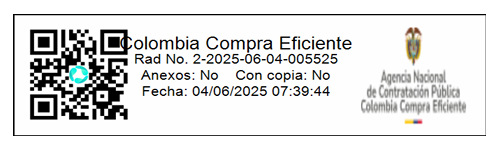 Colombia Compra Eficiente
Rad No. 2-2025-06-04-005525
Anexos: No Con copia: No
Fecha: 04/06/2025 07:39:44
Agencia Nacional
de Contratación Pública
Colombia Compra Eficiente